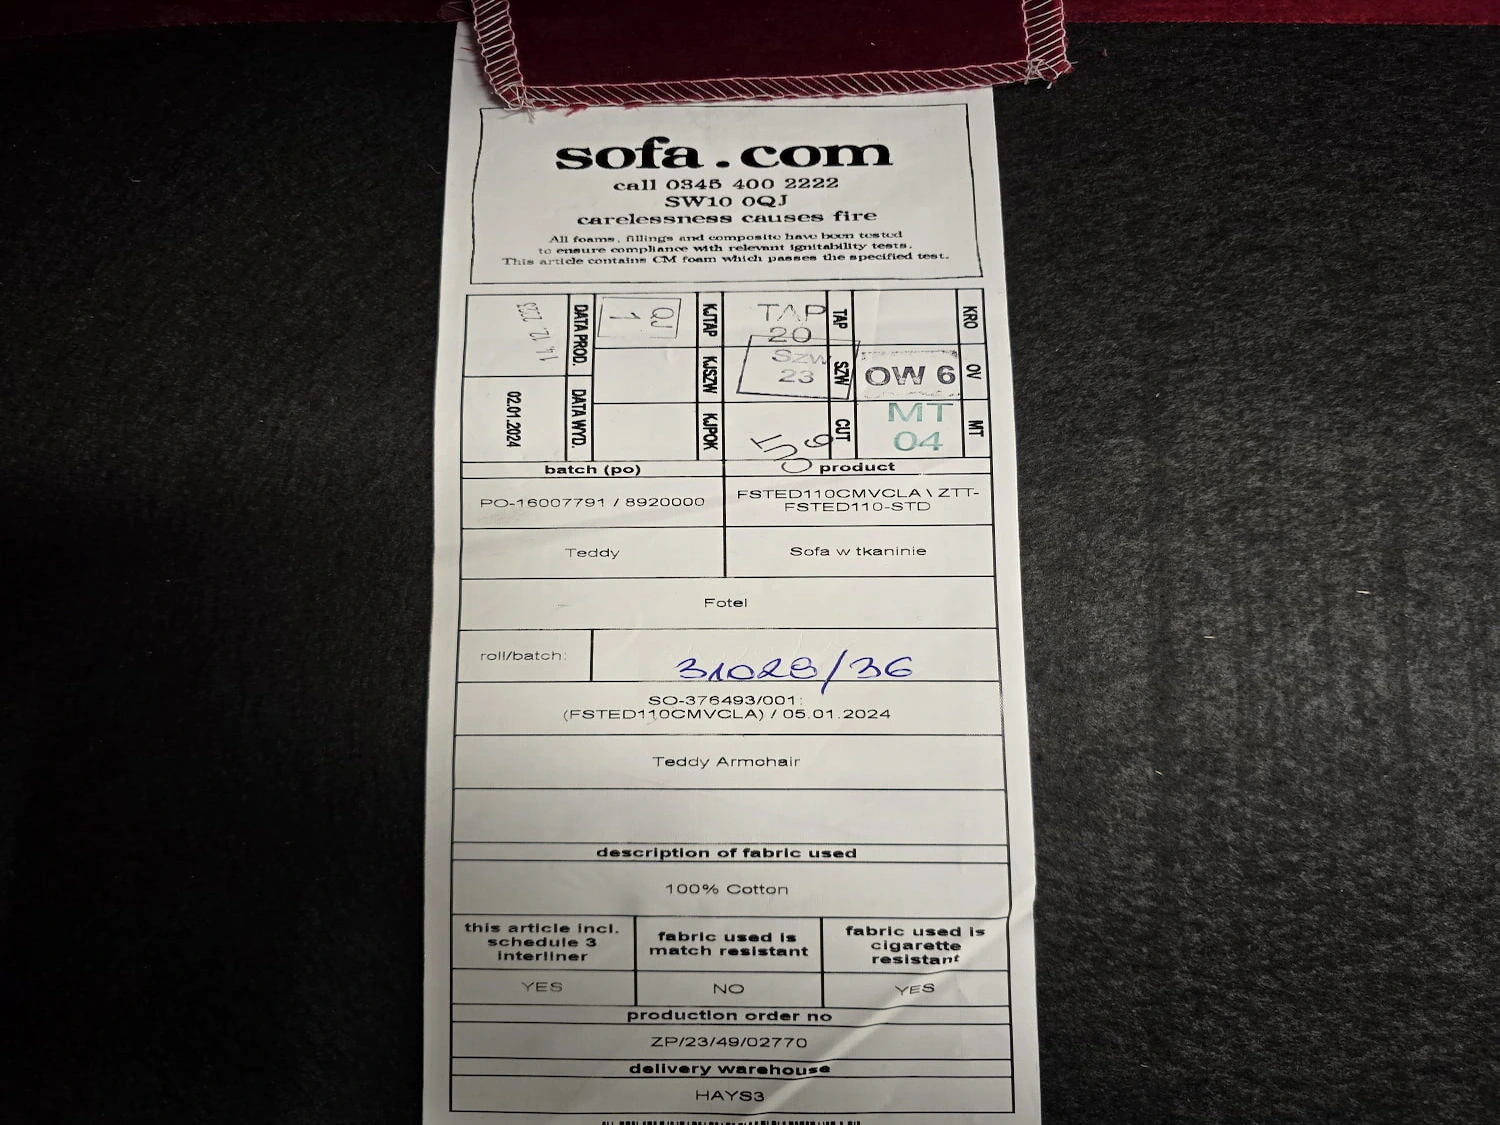 sofa.com
call 0345 400 2222
SW10 0QJ
carelessness causes fire
All foams, fillings and composite have been tested
to ensure compliance with relevant ignitability tests.
This article contains CM foam which passes the specified test.
KRO
OV
MT
OW 6
MT
04
TAP
SZW
CUT
TAP
20
Szw
23
CUT
6
KJTAP
KJSZW
KJPOK
QJ
1
DATA PROD.
DATA WYD.
14. 12. 2023
02.01.2024
batch (po)
product
PO-16007791 / 8920000
FSTED110CMVCLA \ ZTT-
FSTED110-STD
Teddy
Sofa w tkaninie
Fotel
roll/batch:
31028/36
SO-376493/001:
(FSTED110CMVCLA) / 05.01.2024
Teddy Armchair
description of fabric used
100% Cotton
this article incl.
schedule 3
interliner
fabric used is
match resistant
fabric used is
cigarette
resistant
YES
NO
YES
production order no
ZP/23/49/02770
delivery warehouse
HAYS3